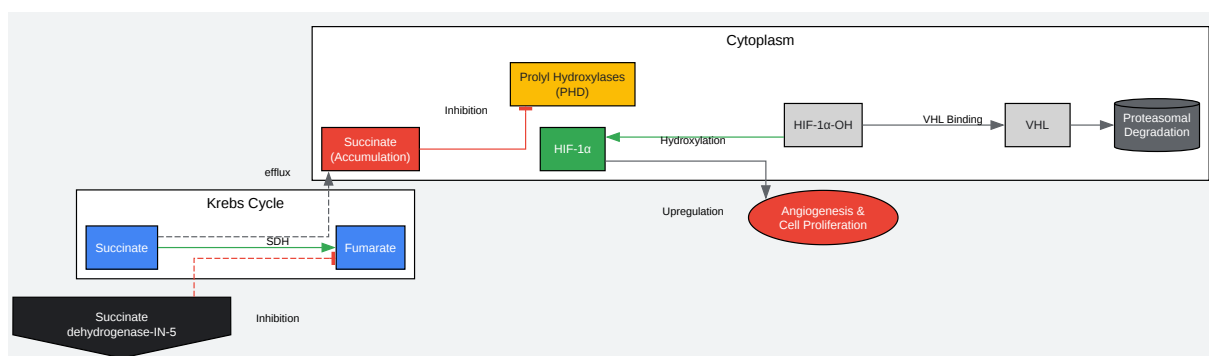 Cytoplasm
Prolyl Hydroxylases
(PHD)
Inhibition
Succinate
(Accumulation)
HIF-1α
Hydroxylation
HIF-1α-OH
VHL Binding
VHL
Proteasomal
Degradation
efflux
Krebs Cycle
Upregulation
Angiogenesis &
Cell Proliferation
Succinate
SDH
Fumarate
Succinate
dehydrogenase-IN-5
Inhibition